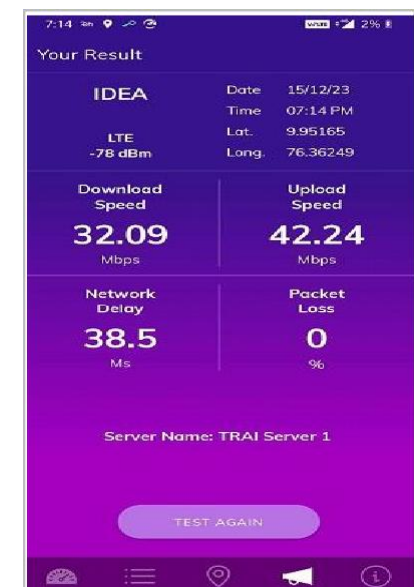 7:14
2%
Your Result
IDEA
LTE
-78 dBm
Date 15/12/23
Time 07:14 PM
Lat. 9.95165
Long. 76.36249
Download
Speed
32.09
Mbps
Upload
Speed
42.24
Mbps
Network
Delay
38.5
Ms
Packet
Loss
0
%
Server Name: TRAI Server 1
TEST AGAIN